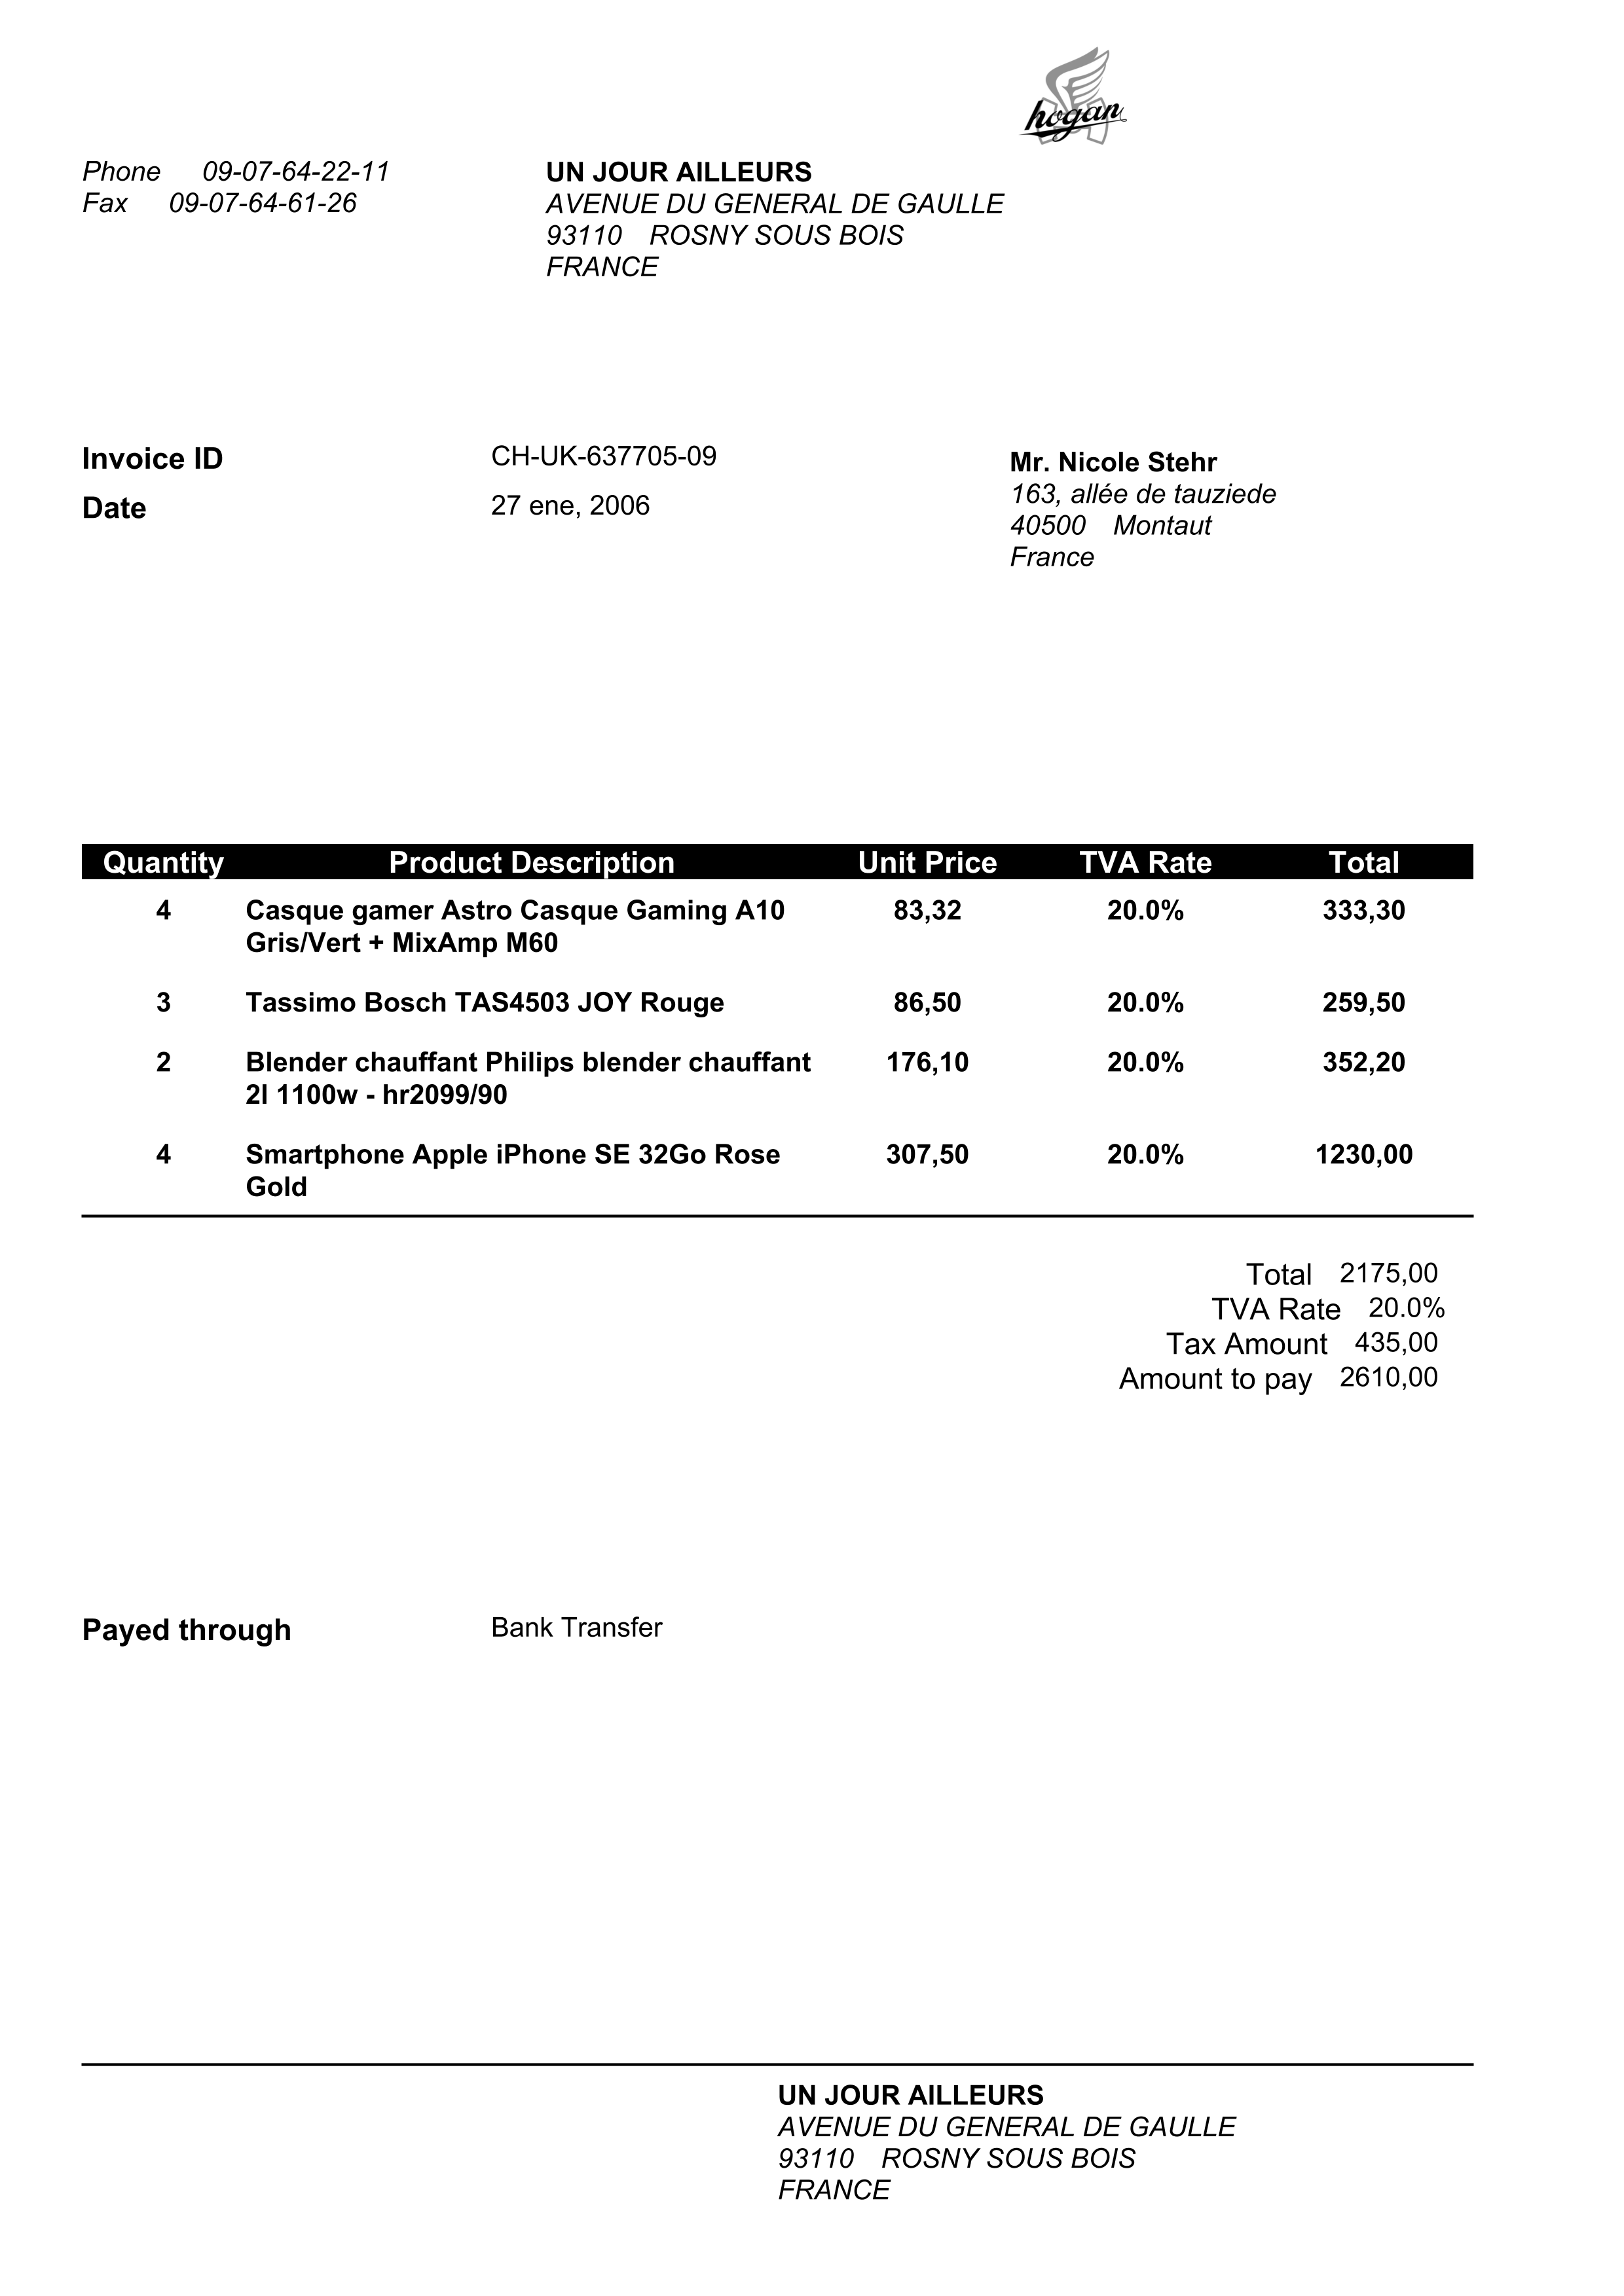 hogan
Phone 09-07-64-22-11
Fax 09-07-64-61-26
UN JOUR AILLEURS
AVENUE DU GENERAL DE GAULLE
93110 ROSNY SOUS BOIS
FRANCE
Invoice ID CH-UK-637705-09
Date 27 ene, 2006
Mr. Nicole Stehr
163, allée de tauziede
40500 Montaut
France
Quantity Product Description Unit Price TVA Rate Total
4 Casque gamer Astro Casque Gaming A10 83,32 20.0% 333,30
Gris/Vert + MixAmp M60
3 Tassimo Bosch TAS4503 JOY Rouge 86,50 20.0% 259,50
2 Blender chauffant Philips blender chauffant 176,10 20.0% 352,20
2l 1100w - hr2099/90
4 Smartphone Apple iPhone SE 32Go Rose 307,50 20.0% 1230,00
Gold
Total 2175,00
TVA Rate 20.0%
Tax Amount 435,00
Amount to pay 2610,00
Payed through Bank Transfer
UN JOUR AILLEURS
AVENUE DU GENERAL DE GAULLE
93110 ROSNY SOUS BOIS
FRANCE